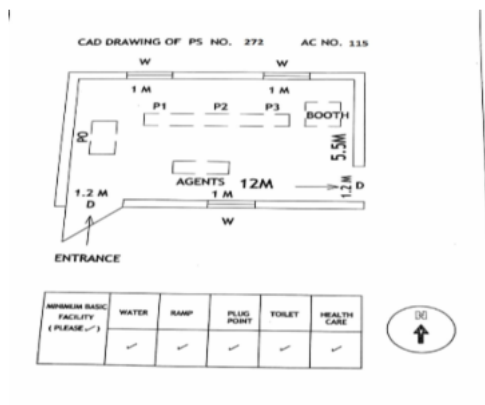 CAD DRAWING OF PS NO. 272 AC NO. 115
W W
1 M 1 M
P1 P2 P3
BOOTH
PO
5.5M
AGENTS 12M
1.2 M 1 M 1.2 M
D D
W
ENTRANCE
MINIMUM BASIC FACILITY ( PLEASE ✓ )
WATER
RAMP
PLUG POINT
TOILET
HEALTH CARE
✓ ✓ ✓ ✓ ✓
N